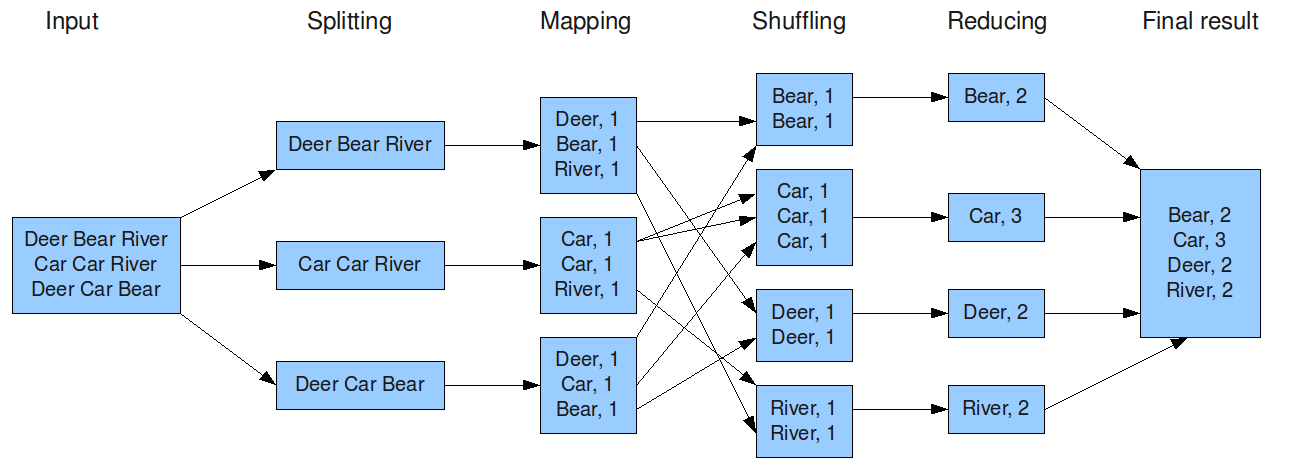 Input
Splitting
Mapping
Shuffling
Reducing
Final result
Deer Bear River
Car Car River
Deer Car Bear
Deer Bear River
Car Car River
Deer Car Bear
Deer, 1
Bear, 1
River, 1
Car, 1
Car, 1
River, 1
Deer, 1
Car, 1
Bear, 1
Bear, 1
Bear, 1
Car, 1
Car, 1
Car, 1
Deer, 1
Deer, 1
River, 1
River, 1
Bear, 2
Car, 3
Deer, 2
River, 2
Bear, 2
Car, 3
Deer, 2
River, 2